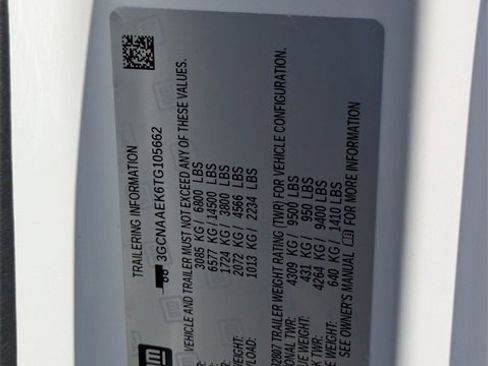 TRAILERING INFORMATION
3GCNAAEK6TG105662
VEHICLE AND TRAILER MUST NOT EXCEED ANY OF THESE VALUES.
3085 KG/ 6800 LBS
6577 KG/ 14500 LBS
1724 KG/ 3800 LBS
WEIGHT: 2072 KG/ 4566 LBS
YLOAD: 1013 KG/ 2234 LBS
J2807 TRAILER WEIGHT RATING (TWR) FOR VEHICLE CONFIGURATION.
ONAL TWR: 4309 KG/ 9500 LBS
UE WEIGHT: 431 KG/ 950 LBS
K TWR: 4264 KG/ 9400 LBS
E WEIGHT: 640 KG/ 1410 LBS
SEE OWNER'S MANUAL FOR MORE INFORMATION